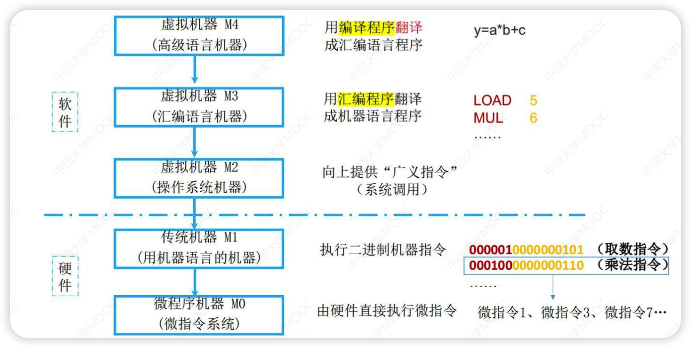 虚拟机器 M4
(高级语言机器)
用编译程序翻译
成汇编语言程序
y=a*b+c
软
件
虚拟机器 M3
(汇编语言机器)
用汇编程序翻译
成机器语言程序
LOAD 5
MUL 6
……
虚拟机器 M2
(操作系统机器)
向上提供“广义指令”
(系统调用)
硬
件
传统机器 M1
(用机器语言的机器)
执行二进制机器指令
000001 0000000101 (取数指令)
000100 0000000110 (乘法指令)
……
微程序机器 M0
(微指令系统)
由硬件直接执行微指令
微指令1、微指令3、微指令7…
中国大学MOOC